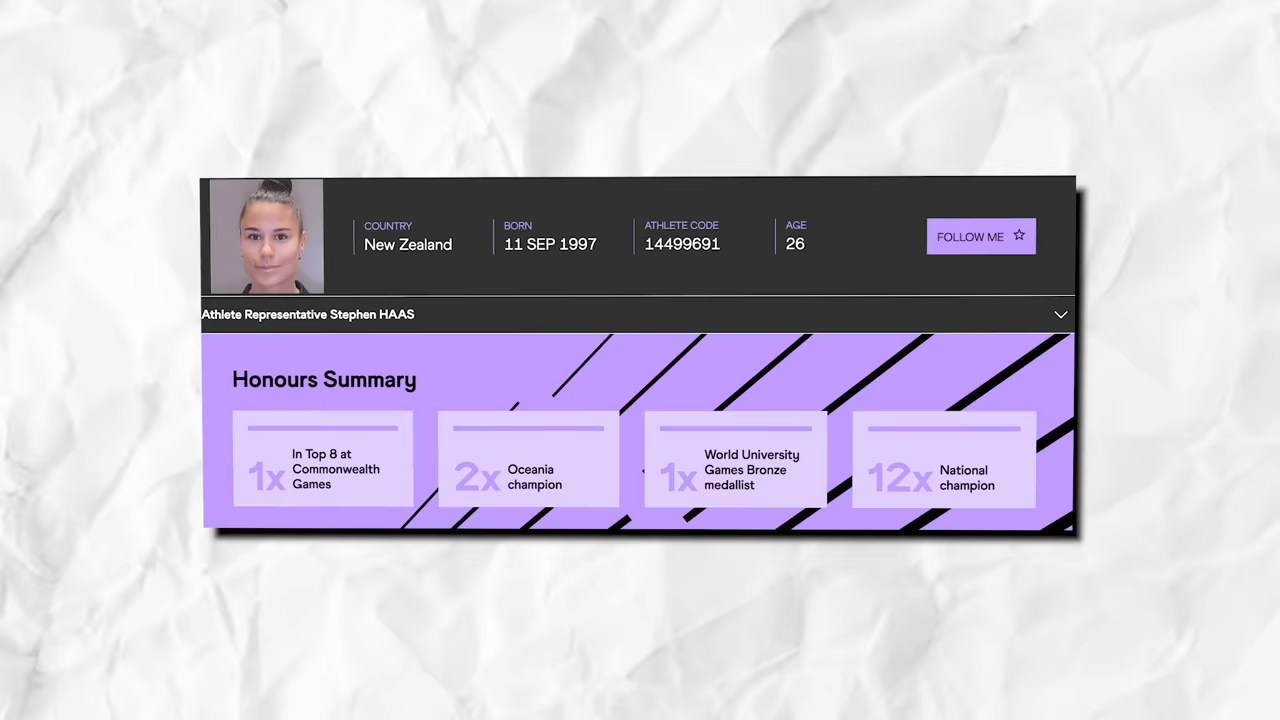 COUNTRY
New Zealand
BORN
11 SEP 1997
ATHLETE CODE
14499691
AGE
26
FOLLOW ME
Athlete Representative Stephen HAAS
Honours Summary
1x
In Top 8 at
Commonwealth
Games
2x
Oceania
champion
1x
World University
Games Bronze
medallist
12x
National
champion